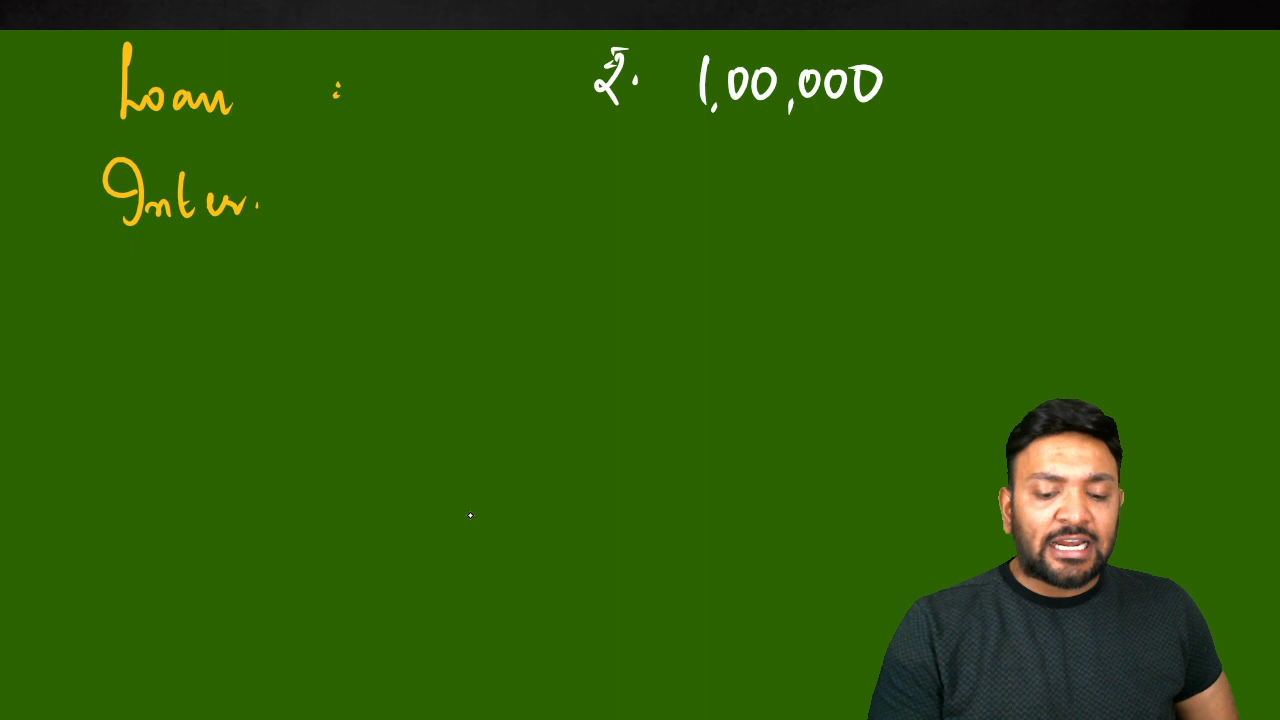 Loan : ₹. 1,00,000
Inter.